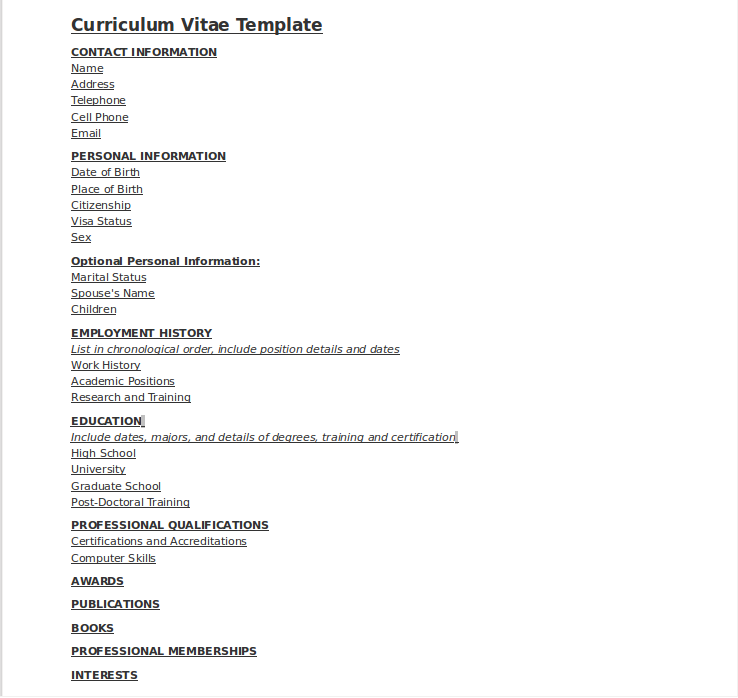 Curriculum Vitae Template
CONTACT INFORMATION
Name
Address
Telephone
Cell Phone
Email
PERSONAL INFORMATION
Date of Birth
Place of Birth
Citizenship
Visa Status
Sex
Optional Personal Information:
Marital Status
Spouse's Name
Children
EMPLOYMENT HISTORY
List in chronological order, include position details and dates
Work History
Academic Positions
Research and Training
EDUCATION
Include dates, majors, and details of degrees, training and certification
High School
University
Graduate School
Post-Doctoral Training
PROFESSIONAL QUALIFICATIONS
Certifications and Accreditations
Computer Skills
AWARDS
PUBLICATIONS
BOOKS
PROFESSIONAL MEMBERSHIPS
INTERESTS